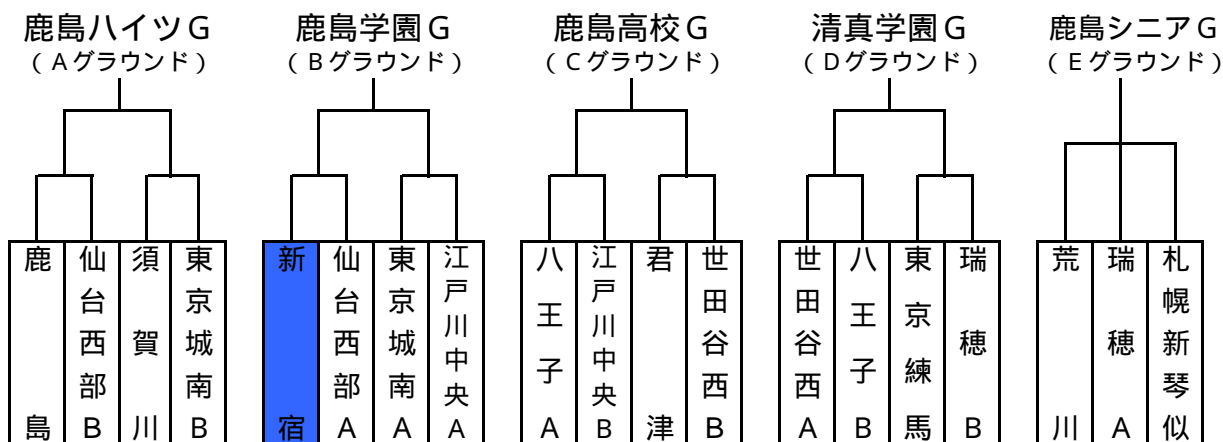 鹿島ハイツG
(Aグラウンド)
鹿島学園G
(Bグラウンド)
鹿島高校G
(Cグラウンド)
清真学園G
(Dグラウンド)
鹿島シニアG
(Eグラウンド)
鹿島
仙台西部B
須賀川
東京城南B
新宿
仙台西部A
東京城南A
江戸川中央A
八王子A
江戸川中央B
君津
世田谷西B
世田谷西A
八王子B
東京練馬
瑞穂B
荒川
瑞穂A
札幌新琴似